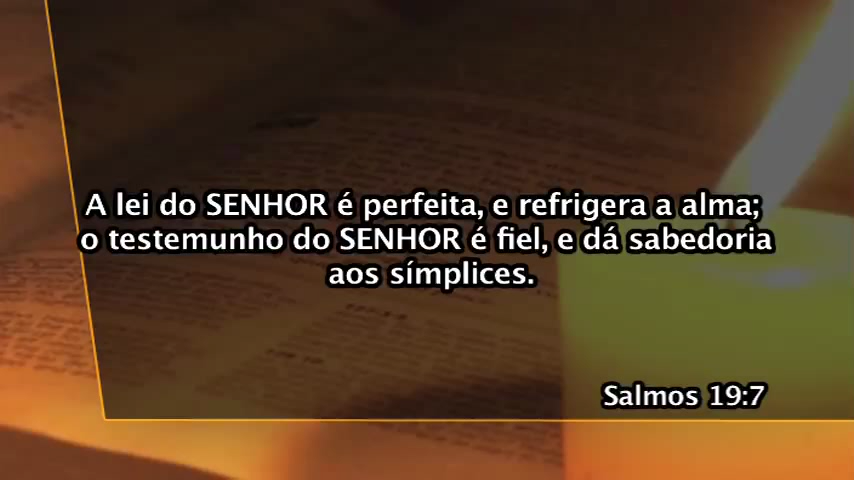 A lei do SENHOR é perfeita, e refrigera a alma;
o testemunho do SENHOR é fiel, e dá sabedoria
aos símplices.
Salmos 19:7